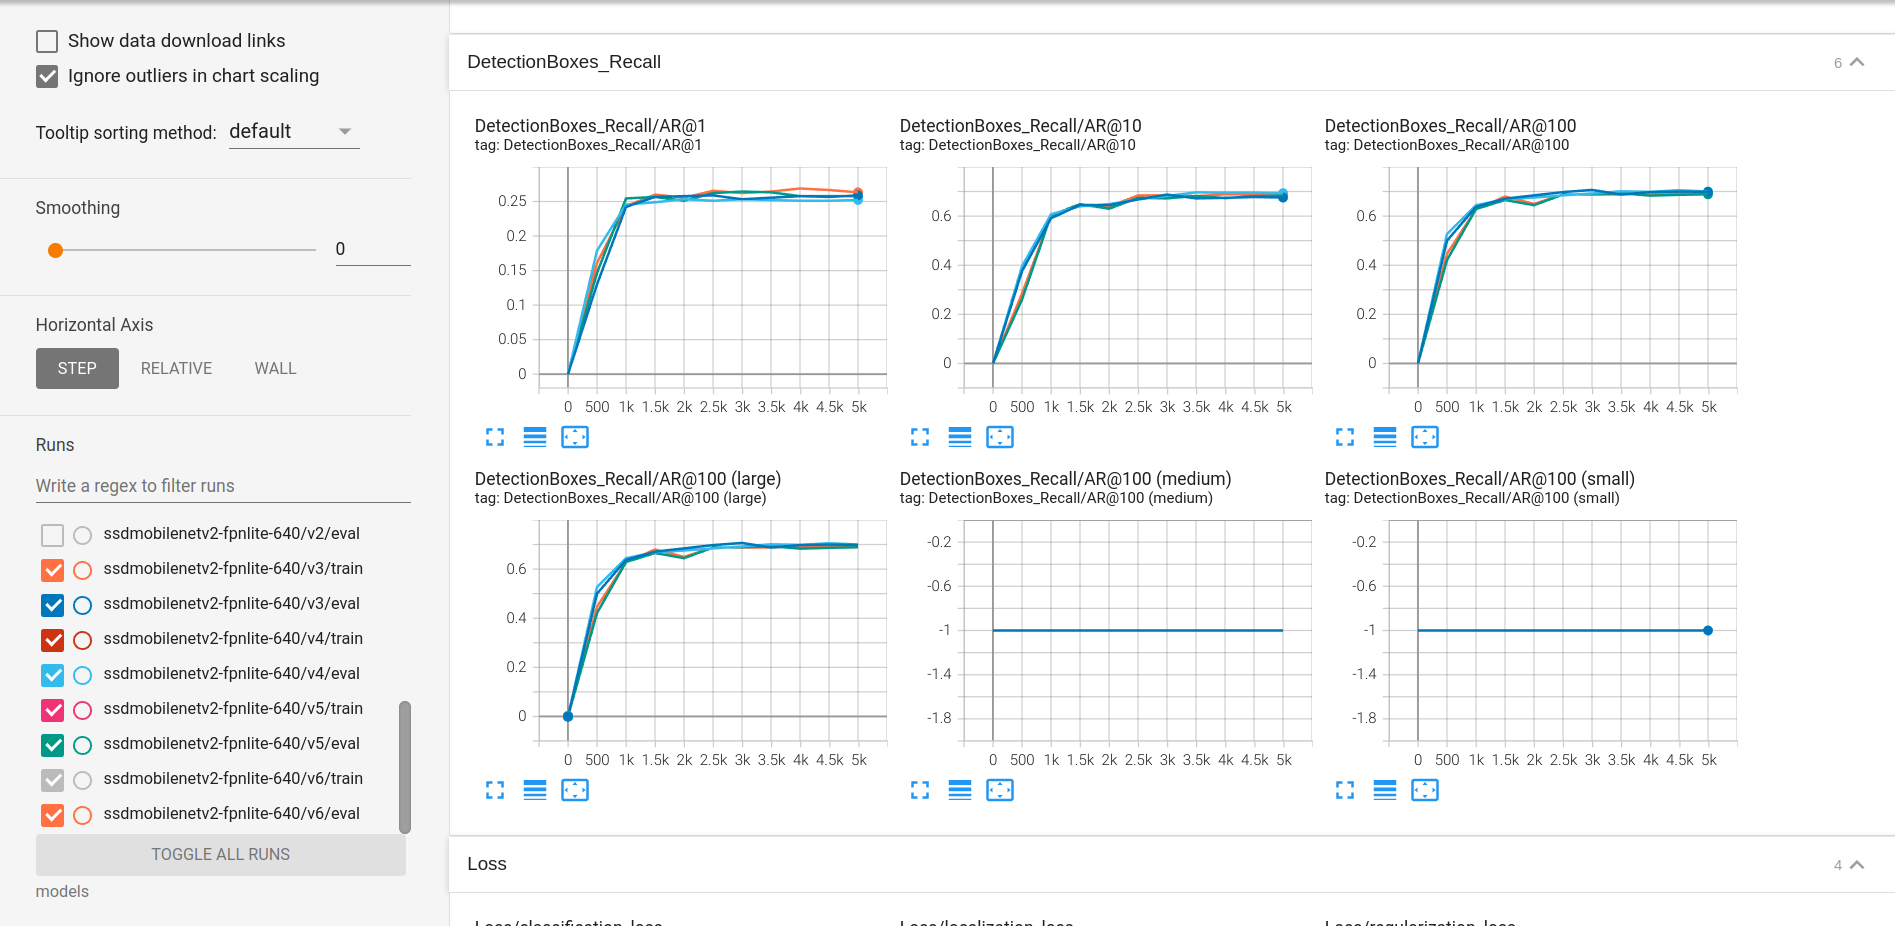 Show data download links
Ignore outliers in chart scaling
Tooltip sorting method: default
Smoothing
0
Horizontal Axis
STEP RELATIVE WALL
Runs
Write a regex to filter runs
ssdmobilenetv2-fpnlite-640/v2/eval
ssdmobilenetv2-fpnlite-640/v3/train
ssdmobilenetv2-fpnlite-640/v3/eval
ssdmobilenetv2-fpnlite-640/v4/train
ssdmobilenetv2-fpnlite-640/v4/eval
ssdmobilenetv2-fpnlite-640/v5/train
ssdmobilenetv2-fpnlite-640/v5/eval
ssdmobilenetv2-fpnlite-640/v6/train
ssdmobilenetv2-fpnlite-640/v6/eval
TOGGLE ALL RUNS
models
DetectionBoxes_Recall 6
DetectionBoxes_Recall/AR@1
tag: DetectionBoxes_Recall/AR@1
0.25
0.2
0.15
0.1
0.05
0
0 500 1k 1.5k 2k 2.5k 3k 3.5k 4k 4.5k 5k
DetectionBoxes_Recall/AR@10
tag: DetectionBoxes_Recall/AR@10
0.6
0.4
0.2
0
0 500 1k 1.5k 2k 2.5k 3k 3.5k 4k 4.5k 5k
DetectionBoxes_Recall/AR@100
tag: DetectionBoxes_Recall/AR@100
0.6
0.4
0.2
0
0 500 1k 1.5k 2k 2.5k 3k 3.5k 4k 4.5k 5k
DetectionBoxes_Recall/AR@100 (large)
tag: DetectionBoxes_Recall/AR@100 (large)
0.6
0.4
0.2
0
0 500 1k 1.5k 2k 2.5k 3k 3.5k 4k 4.5k 5k
DetectionBoxes_Recall/AR@100 (medium)
tag: DetectionBoxes_Recall/AR@100 (medium)
-0.2
-0.6
-1
-1.4
-1.8
0 500 1k 1.5k 2k 2.5k 3k 3.5k 4k 4.5k 5k
DetectionBoxes_Recall/AR@100 (small)
tag: DetectionBoxes_Recall/AR@100 (small)
-0.2
-0.6
-1
-1.4
-1.8
0 500 1k 1.5k 2k 2.5k 3k 3.5k 4k 4.5k 5k
Loss 4
Loss/classification_loss
Loss/localization_loss
Loss/regularization_loss